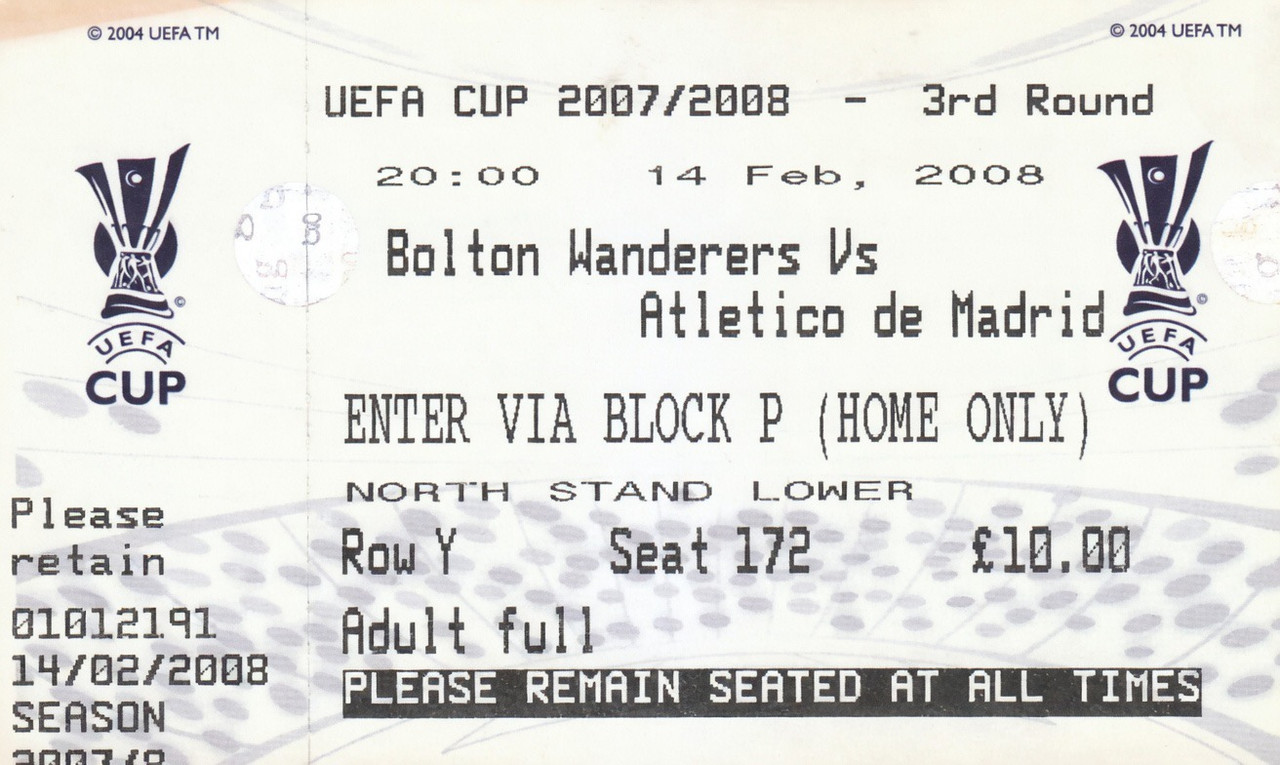 © 2004 UEFA TM
© 2004 UEFA TM
UEFA CUP 2007/2008 - 3rd Round
20:00 14 Feb, 2008
Bolton Wanderers Vs
Atletico de Madrid
UEFA
CUP
UEFA
CUP
ENTER VIA BLOCK P (HOME ONLY)
NORTH STAND LOWER
Row Y Seat 172 £10.00
Adult full
PLEASE REMAIN SEATED AT ALL TIMES
Please
retain
01012191
14/02/2008
SEASON
2007/8